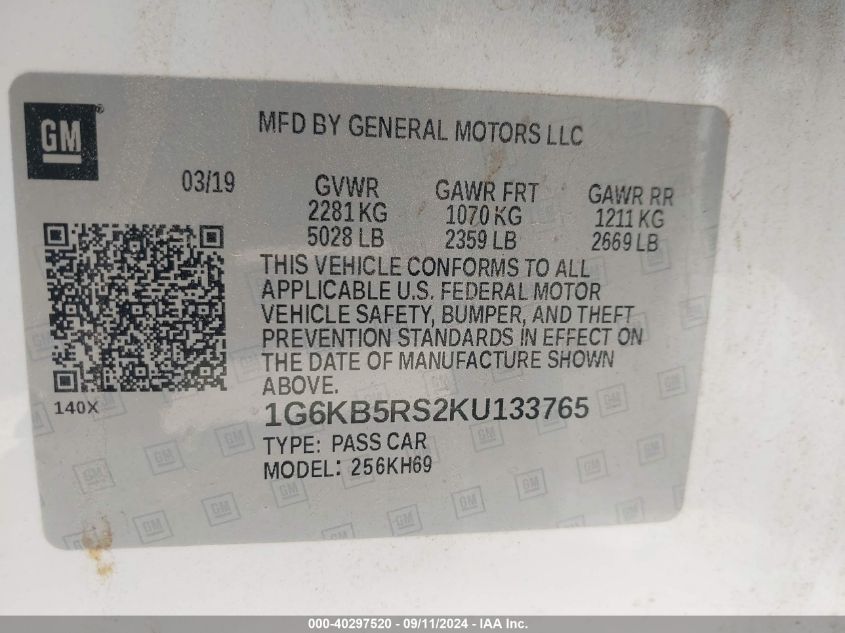 GM®
MFD BY GENERAL MOTORS LLC
03/19
GVWR GAWR FRT GAWR RR
2281 KG 1070 KG 1211 KG
5028 LB 2359 LB 2669 LB
THIS VEHICLE CONFORMS TO ALL
APPLICABLE U.S. FEDERAL MOTOR
VEHICLE SAFETY, BUMPER, AND THEFT
PREVENTION STANDARDS IN EFFECT ON
THE DATE OF MANUFACTURE SHOWN
ABOVE.
140X
1G6KB5RS2KU133765
TYPE: PASS CAR
MODEL: 256KH69
000-40297520 - 09/11/2024 - IAA Inc.